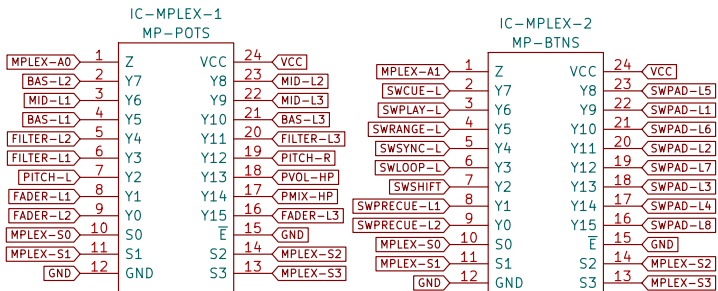 IC-MPLEX-1
MP-POTS
MPLEX-A0 1 Z VCC 24 VCC
BAS-L2 2 Y7 Y8 23 MID-L2
MID-L1 3 Y6 Y9 22 MID-L3
BAS-L1 4 Y5 Y10 21 BAS-L3
FILTER-L2 5 Y4 Y11 20 FILTER-L3
FILTER-L1 6 Y3 Y12 19 PITCH-R
PITCH-L 7 Y2 Y13 18 PVOL-HP
FADER-L1 8 Y1 Y14 17 PMIX-HP
FADER-L2 9 Y0 Y15 16 FADER-L3
MPLEX-S0 10 S0 E 15 GND
MPLEX-S1 11 S1 S2 14 MPLEX-S2
GND 12 GND S3 13 MPLEX-S3
IC-MPLEX-2
MP-BTNS
MPLEX-A1 1 Z VCC 24 VCC
SWCUE-L 2 Y7 Y8 23 SWPAD-L5
SWPLAY-L 3 Y6 Y9 22 SWPAD-L1
SWRANGE-L 4 Y5 Y10 21 SWPAD-L6
SWSYNC-L 5 Y4 Y11 20 SWPAD-L2
SWLOOP-L 6 Y3 Y12 19 SWPAD-L7
SWSHIFT 7 Y2 Y13 18 SWPAD-L3
SWPRECUE-L1 8 Y1 Y14 17 SWPAD-L4
SWPRECUE-L2 9 Y0 Y15 16 SWPAD-L8
MPLEX-S0 10 S0 E 15 GND
MPLEX-S1 11 S1 S2 14 MPLEX-S2
GND 12 GND S3 13 MPLEX-S3